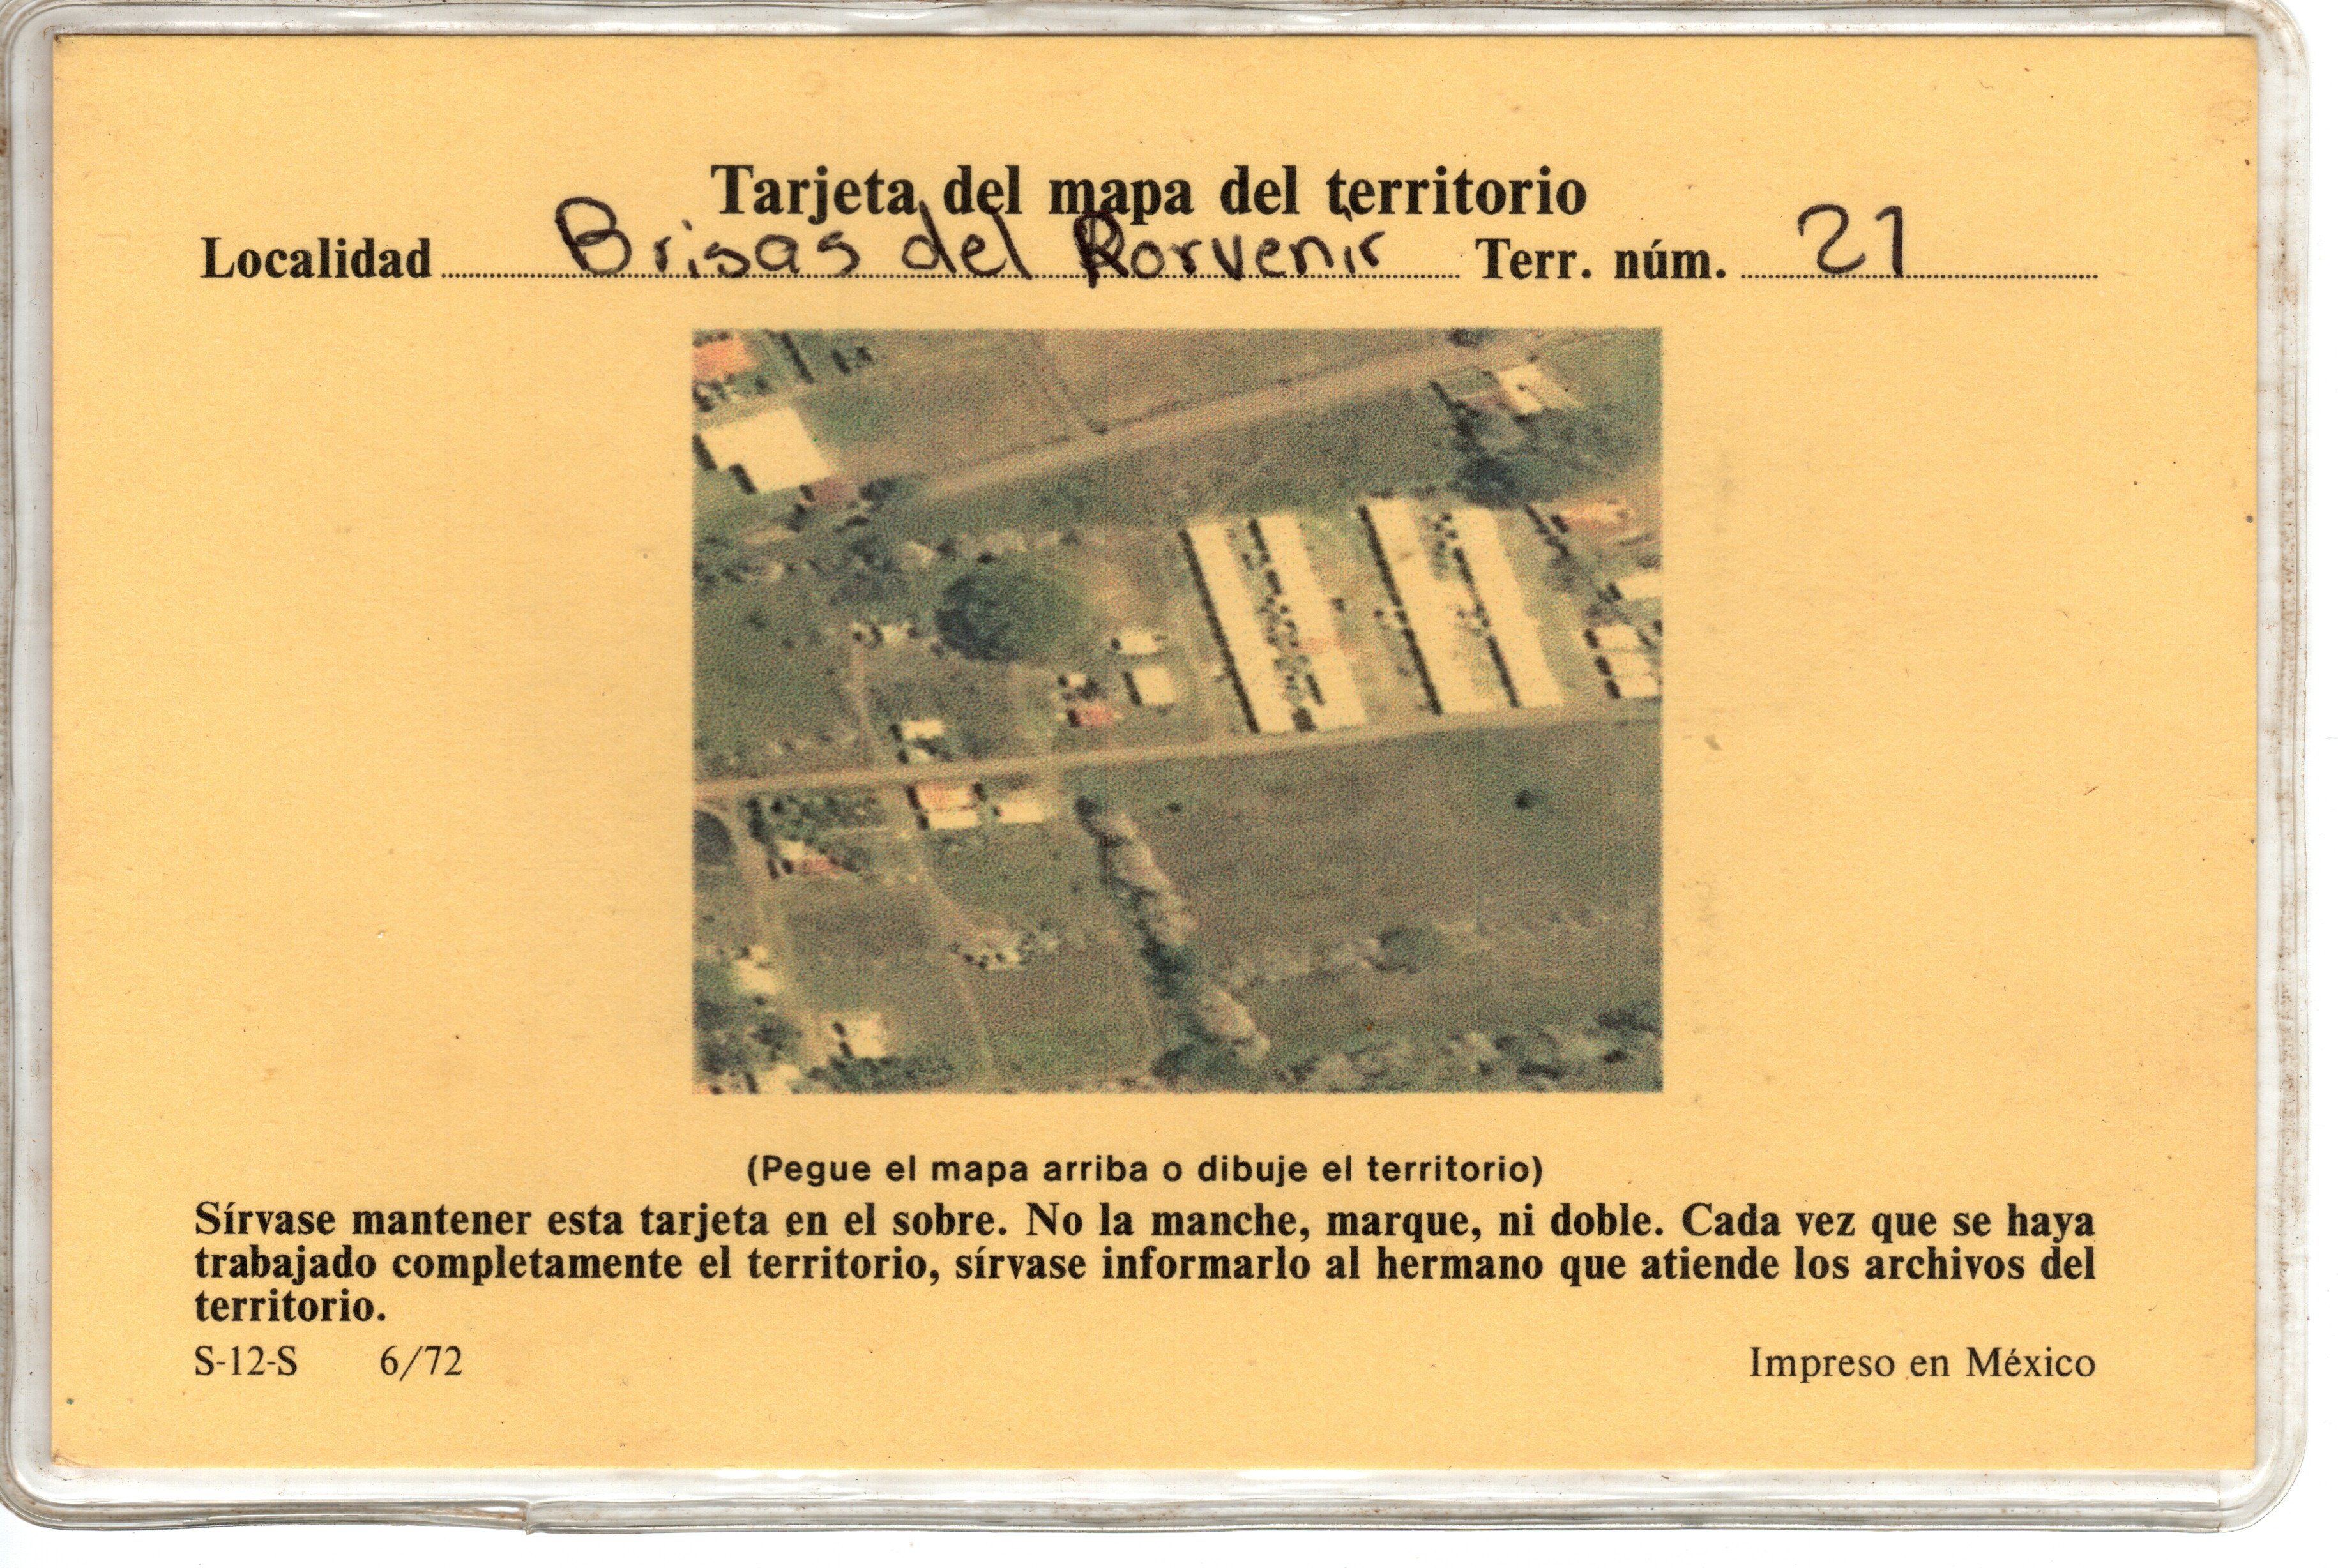 Tarjeta del mapa del territorio
Localidad Brisas del Porvenir Terr. núm. 21
(Pegue el mapa arriba o dibuje el territorio)
Sírvase mantener esta tarjeta en el sobre. No la manche, marque, ni doble. Cada vez que se haya
trabajado completamente el territorio, sírvase informarlo al hermano que atiende los archivos del
territorio.
S-12-S 6/72 Impreso en México